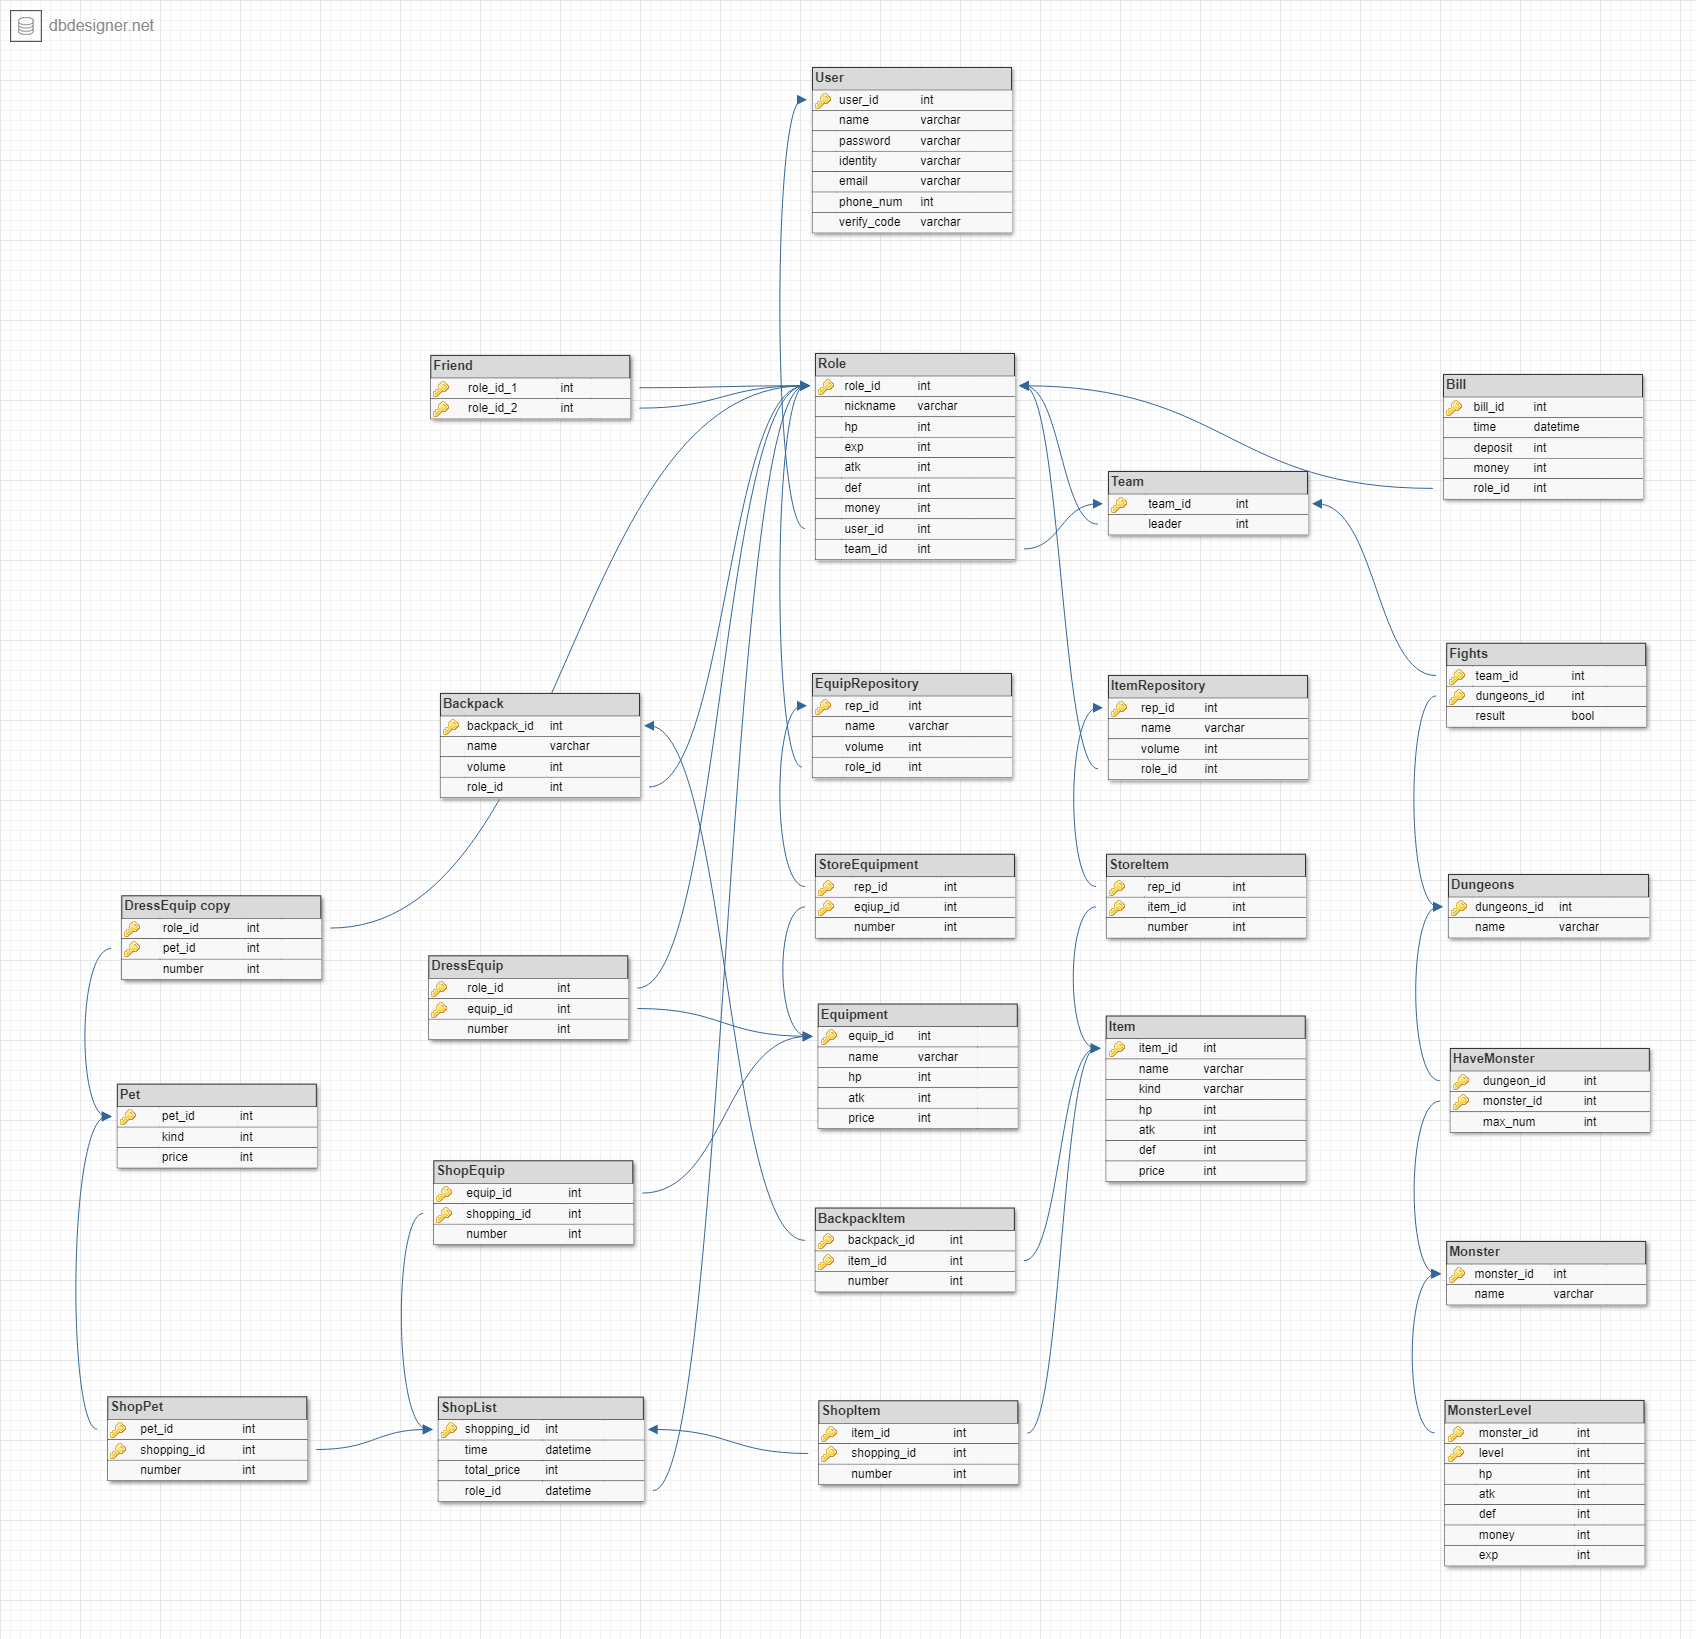 dbdesigner.net
User
user_id int
name varchar
password varchar
identity varchar
email varchar
phone_num int
verify_code varchar
Friend
role_id_1 int
role_id_2 int
Role
role_id int
nickname varchar
hp int
exp int
atk int
def int
money int
user_id int
team_id int
Bill
bill_id int
time datetime
deposit int
money int
role_id int
Team
team_id int
leader int
Fights
team_id int
dungeons_id int
result bool
Backpack
backpack_id int
name varchar
volume int
role_id int
EquipRepository
rep_id int
name varchar
volume int
role_id int
ItemRepository
rep_id int
name varchar
volume int
role_id int
StoreEquipment
rep_id int
eqiup_id int
number int
StoreItem
rep_id int
item_id int
number int
Dungeons
dungeons_id int
name varchar
DressEquip copy
role_id int
pet_id int
number int
DressEquip
role_id int
equip_id int
number int
Equipment
equip_id int
name varchar
hp int
atk int
price int
Item
item_id int
name varchar
kind varchar
hp int
atk int
def int
price int
HaveMonster
dungeon_id int
monster_id int
max_num int
Pet
pet_id int
kind int
price int
ShopEquip
equip_id int
shopping_id int
number int
BackpackItem
backpack_id int
item_id int
number int
Monster
monster_id int
name varchar
ShopPet
pet_id int
shopping_id int
number int
ShopList
shopping_id int
time datetime
total_price int
role_id datetime
ShopItem
item_id int
shopping_id int
number int
MonsterLevel
monster_id int
level int
hp int
atk int
def int
money int
exp int